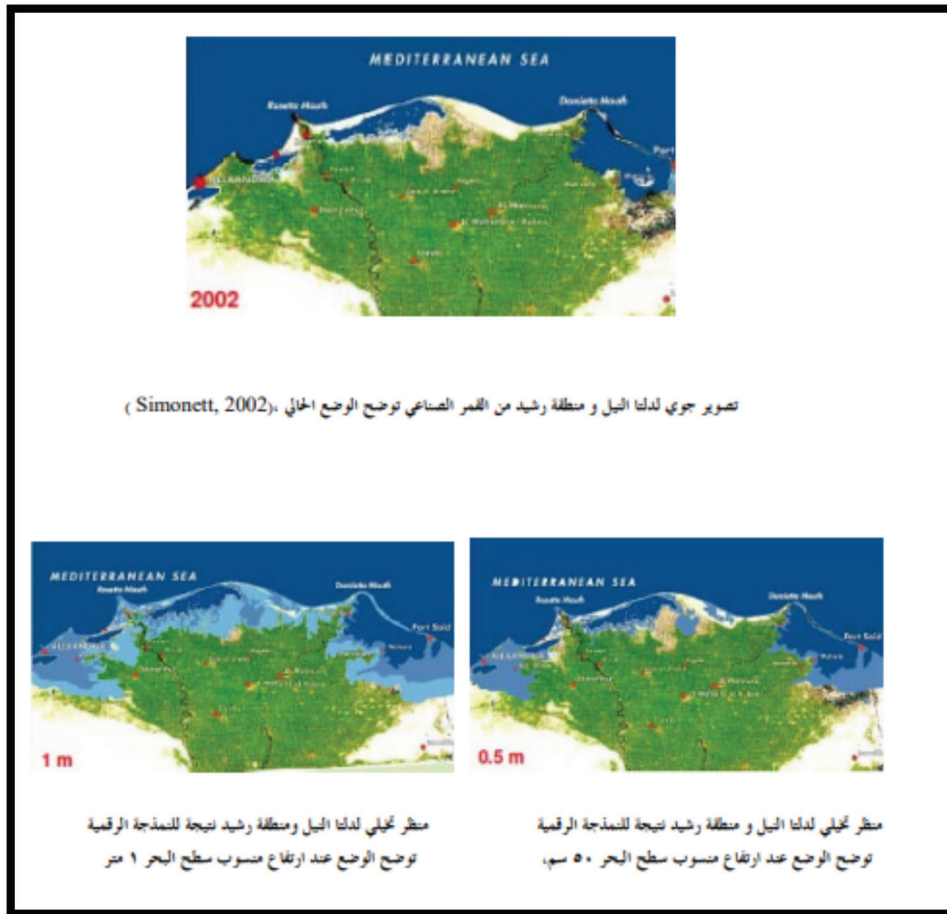 MEDITERRANEAN SEA
Rosetta Mouth
Damietta Mouth
Port
2002
تصوير جوي لدلتا النيل و منطقة رشيد من القمر الصناعي توضح الوضع الحالي ،(Simonett, 2002 )
MEDITERRANEAN SEA
Rosetta Mouth
Damietta Mouth
Port Said
1 m
MEDITERRANEAN SEA
Rosetta Mouth
Damietta Mouth
Port Said
0.5 m
منظر تخيلي لدلتا النيل و منطقة رشيد نتيجة للنمذجة الرقمية
توضح الوضع عند ارتفاع منسوب سطح البحر ٥٠ سم،
منظر تخيلي لدلتا النيل ومنطقة رشيد نتيجة للنمذجة الرقمية
توضح الوضع عند ارتفاع منسوب سطح البحر ١ متر